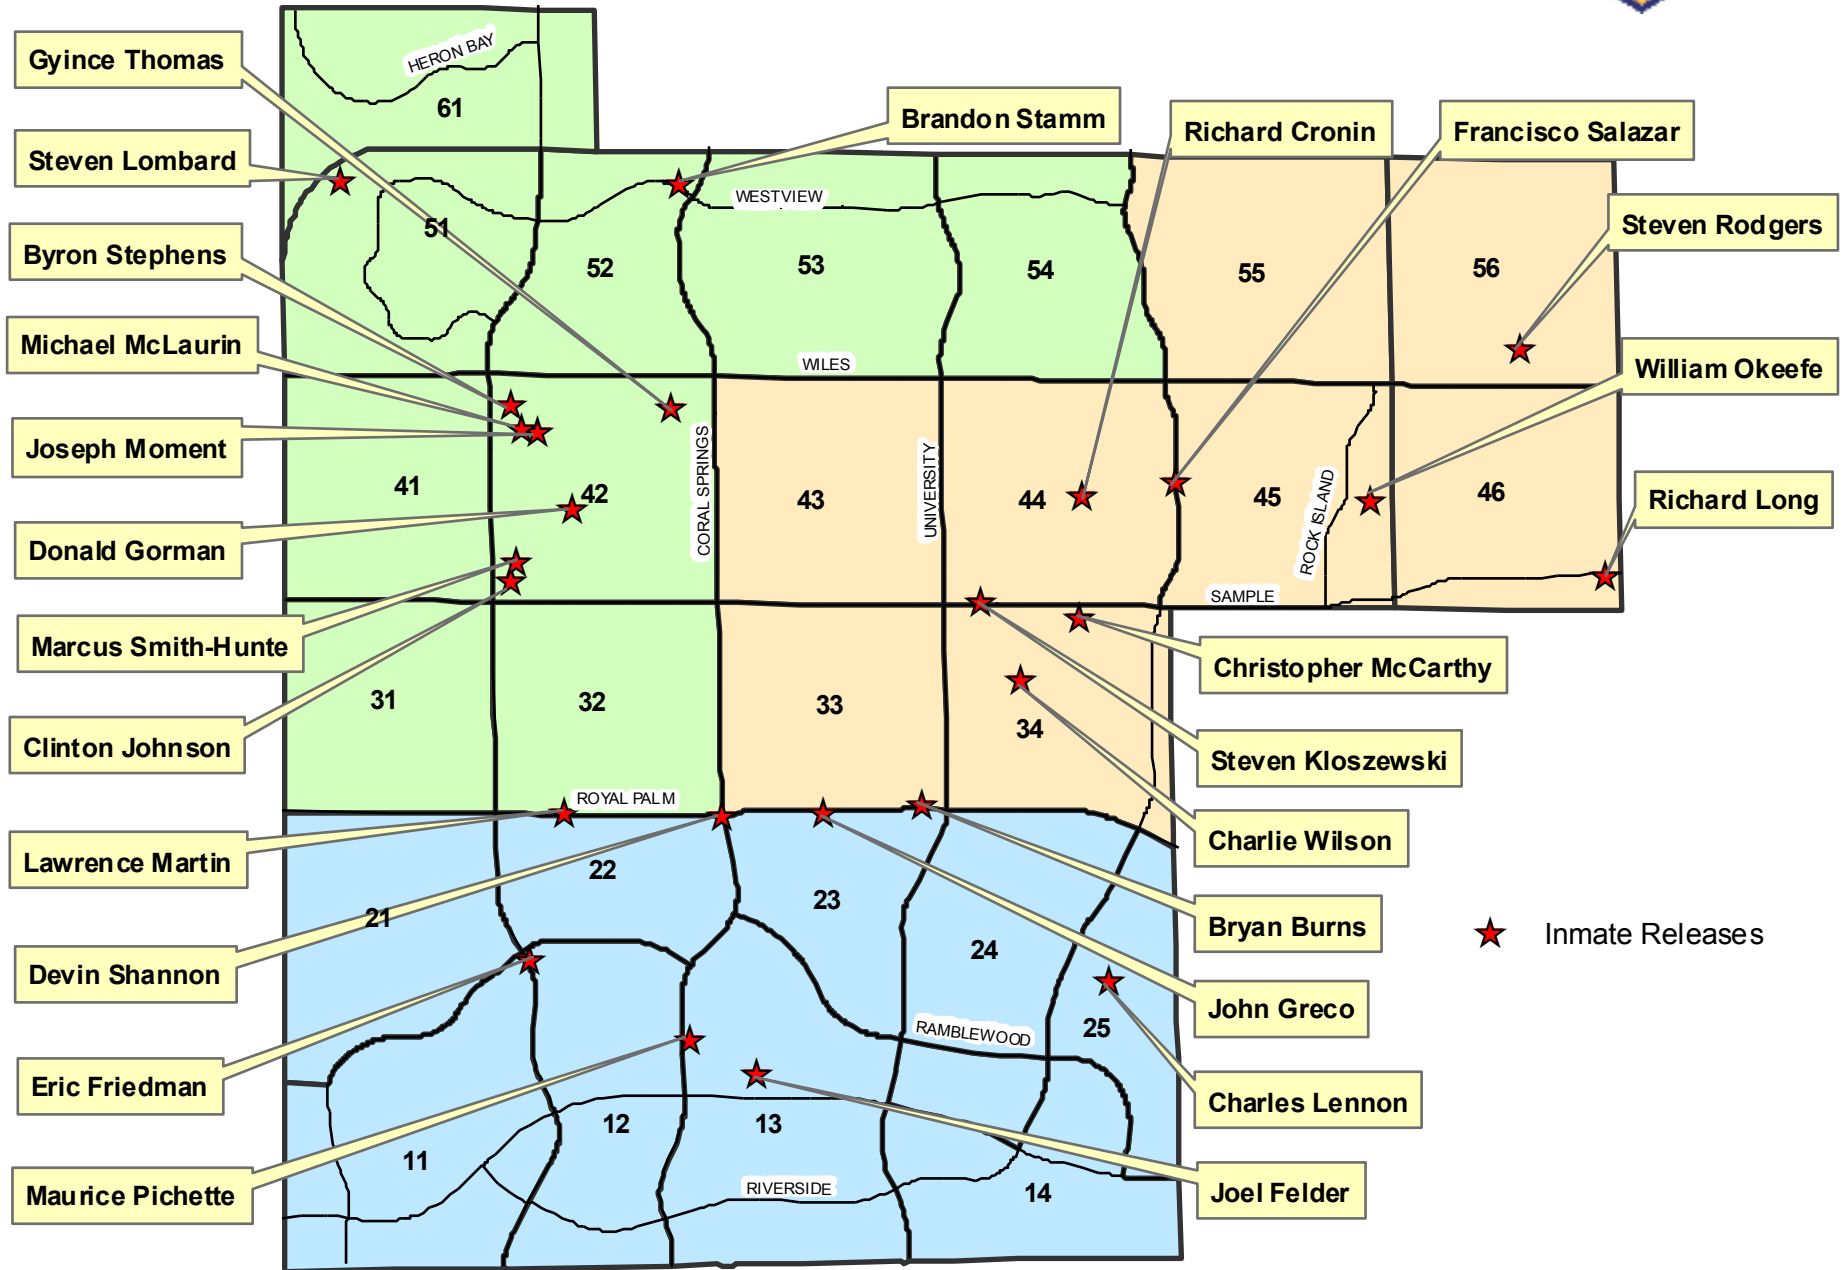 HERON BAY
Gyince Thomas
61
Brandon Stamm
Richard Cronin
Francisco Salazar
Steven Lombard
WESTVIEW
51
Steven Rodgers
Byron Stephens
52
53
54
55
56
Michael McLaurin
WILES
William Okeefe
Joseph Moment
41
42
CORAL SPRINGS
43
UNIVERSITY
44
45
ROCK ISLAND
46
Richard Long
Donald Gorman
SAMPLE
Marcus Smith-Hunte
Christopher McCarthy
31
32
33
34
Clinton Johnson
Steven Kloszewski
ROYAL PALM
Charlie Wilson
Lawrence Martin
22
21
23
Bryan Burns
Inmate Releases
24
Devin Shannon
John Greco
RAMBLEWOOD
25
Eric Friedman
Charles Lennon
12
13
11
RIVERSIDE
14
Maurice Pichette
Joel Felder